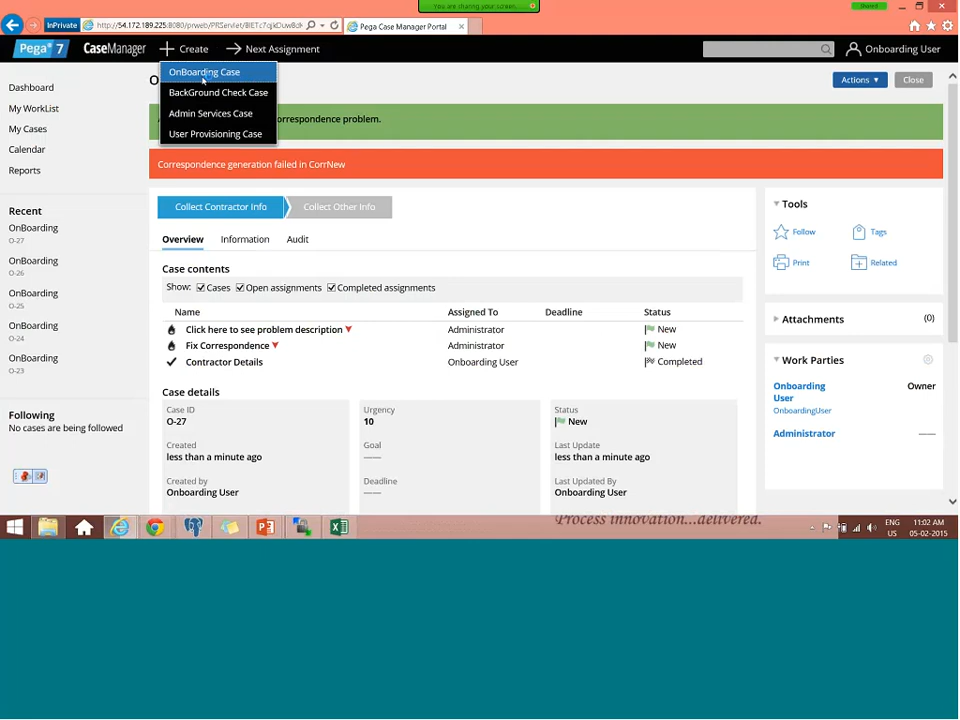 You are sharing your screen.
Shared
InPrivate
Pega Case Manager Portal
Pega 7
CaseManager
Create
Next Assignment
Onboarding User
OnBoarding Case
BackGround Check Case
Admin Services Case
User Provisioning Case
Actions
Close
orrespondence problem.
Correspondence generation failed in CorrNew
Dashboard
My WorkList
My Cases
Calendar
Reports
Recent
OnBoarding
O-27
OnBoarding
O-26
OnBoarding
O-25
OnBoarding
O-24
OnBoarding
O-23
Following
No cases are being followed
Collect Contractor Info
Collect Other Info
Overview
Information
Audit
Case contents
Show: Cases Open assignments Completed assignments
Name Assigned To Deadline Status
Click here to see problem description Administrator New
Fix Correspondence Administrator New
Contractor Details Onboarding User Completed
Case details
Case ID
O-27
Created
less than a minute ago
Created by
Onboarding User
Urgency
10
Goal
——
Deadline
——
Status
New
Last Update
less than a minute ago
Last Updated By
Onboarding User
Tools
Follow
Tags
Print
Related
Attachments (0)
Work Parties
Onboarding User Owner
OnboardingUser
Administrator ——
Process innovation...delivered.
ENG
US
11:02 AM
05-02-2015